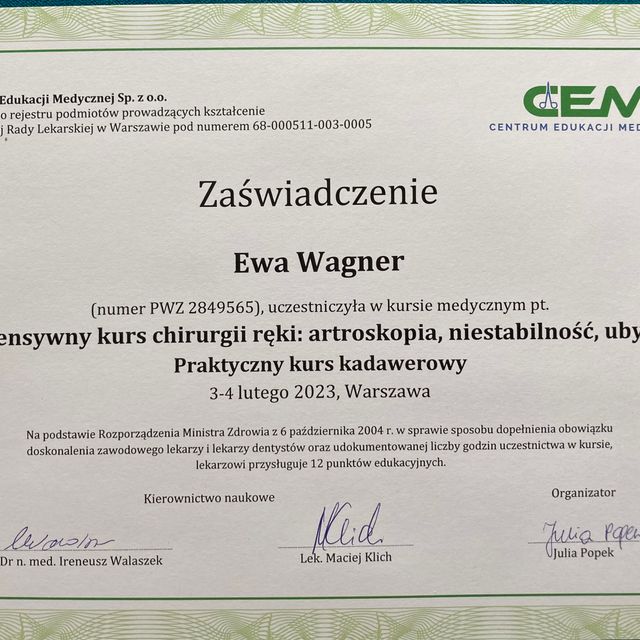 Edukacji Medycznej Sp. z o.o.
o rejestru podmiotów prowadzących kształcenie
j Rady Lekarskiej w Warszawie pod numerem 68-000511-003-0005
CEM
CENTRUM EDUKACJI MED
Zaświadczenie
Ewa Wagner
(numer PWZ 2849565), uczestniczyła w kursie medycznym pt.
ensywny kurs chirurgii ręki: artroskopia, niestabilność, uby
Praktyczny kurs kadawerowy
3-4 lutego 2023, Warszawa
Na podstawie Rozporządzenia Ministra Zdrowia z 6 października 2004 r. w sprawie sposobu dopełnienia obowiązku
doskonalenia zawodowego lekarzy i lekarzy dentystów oraz udokumentowanej liczby godzin uczestnictwa w kursie,
lekarzowi przysługuje 12 punktów edukacyjnych.
Kierownictwo naukowe
Organizator
MKlich
Julia Popek
Dr n. med. Ireneusz Walaszek
Lek. Maciej Klich
Julia Popek